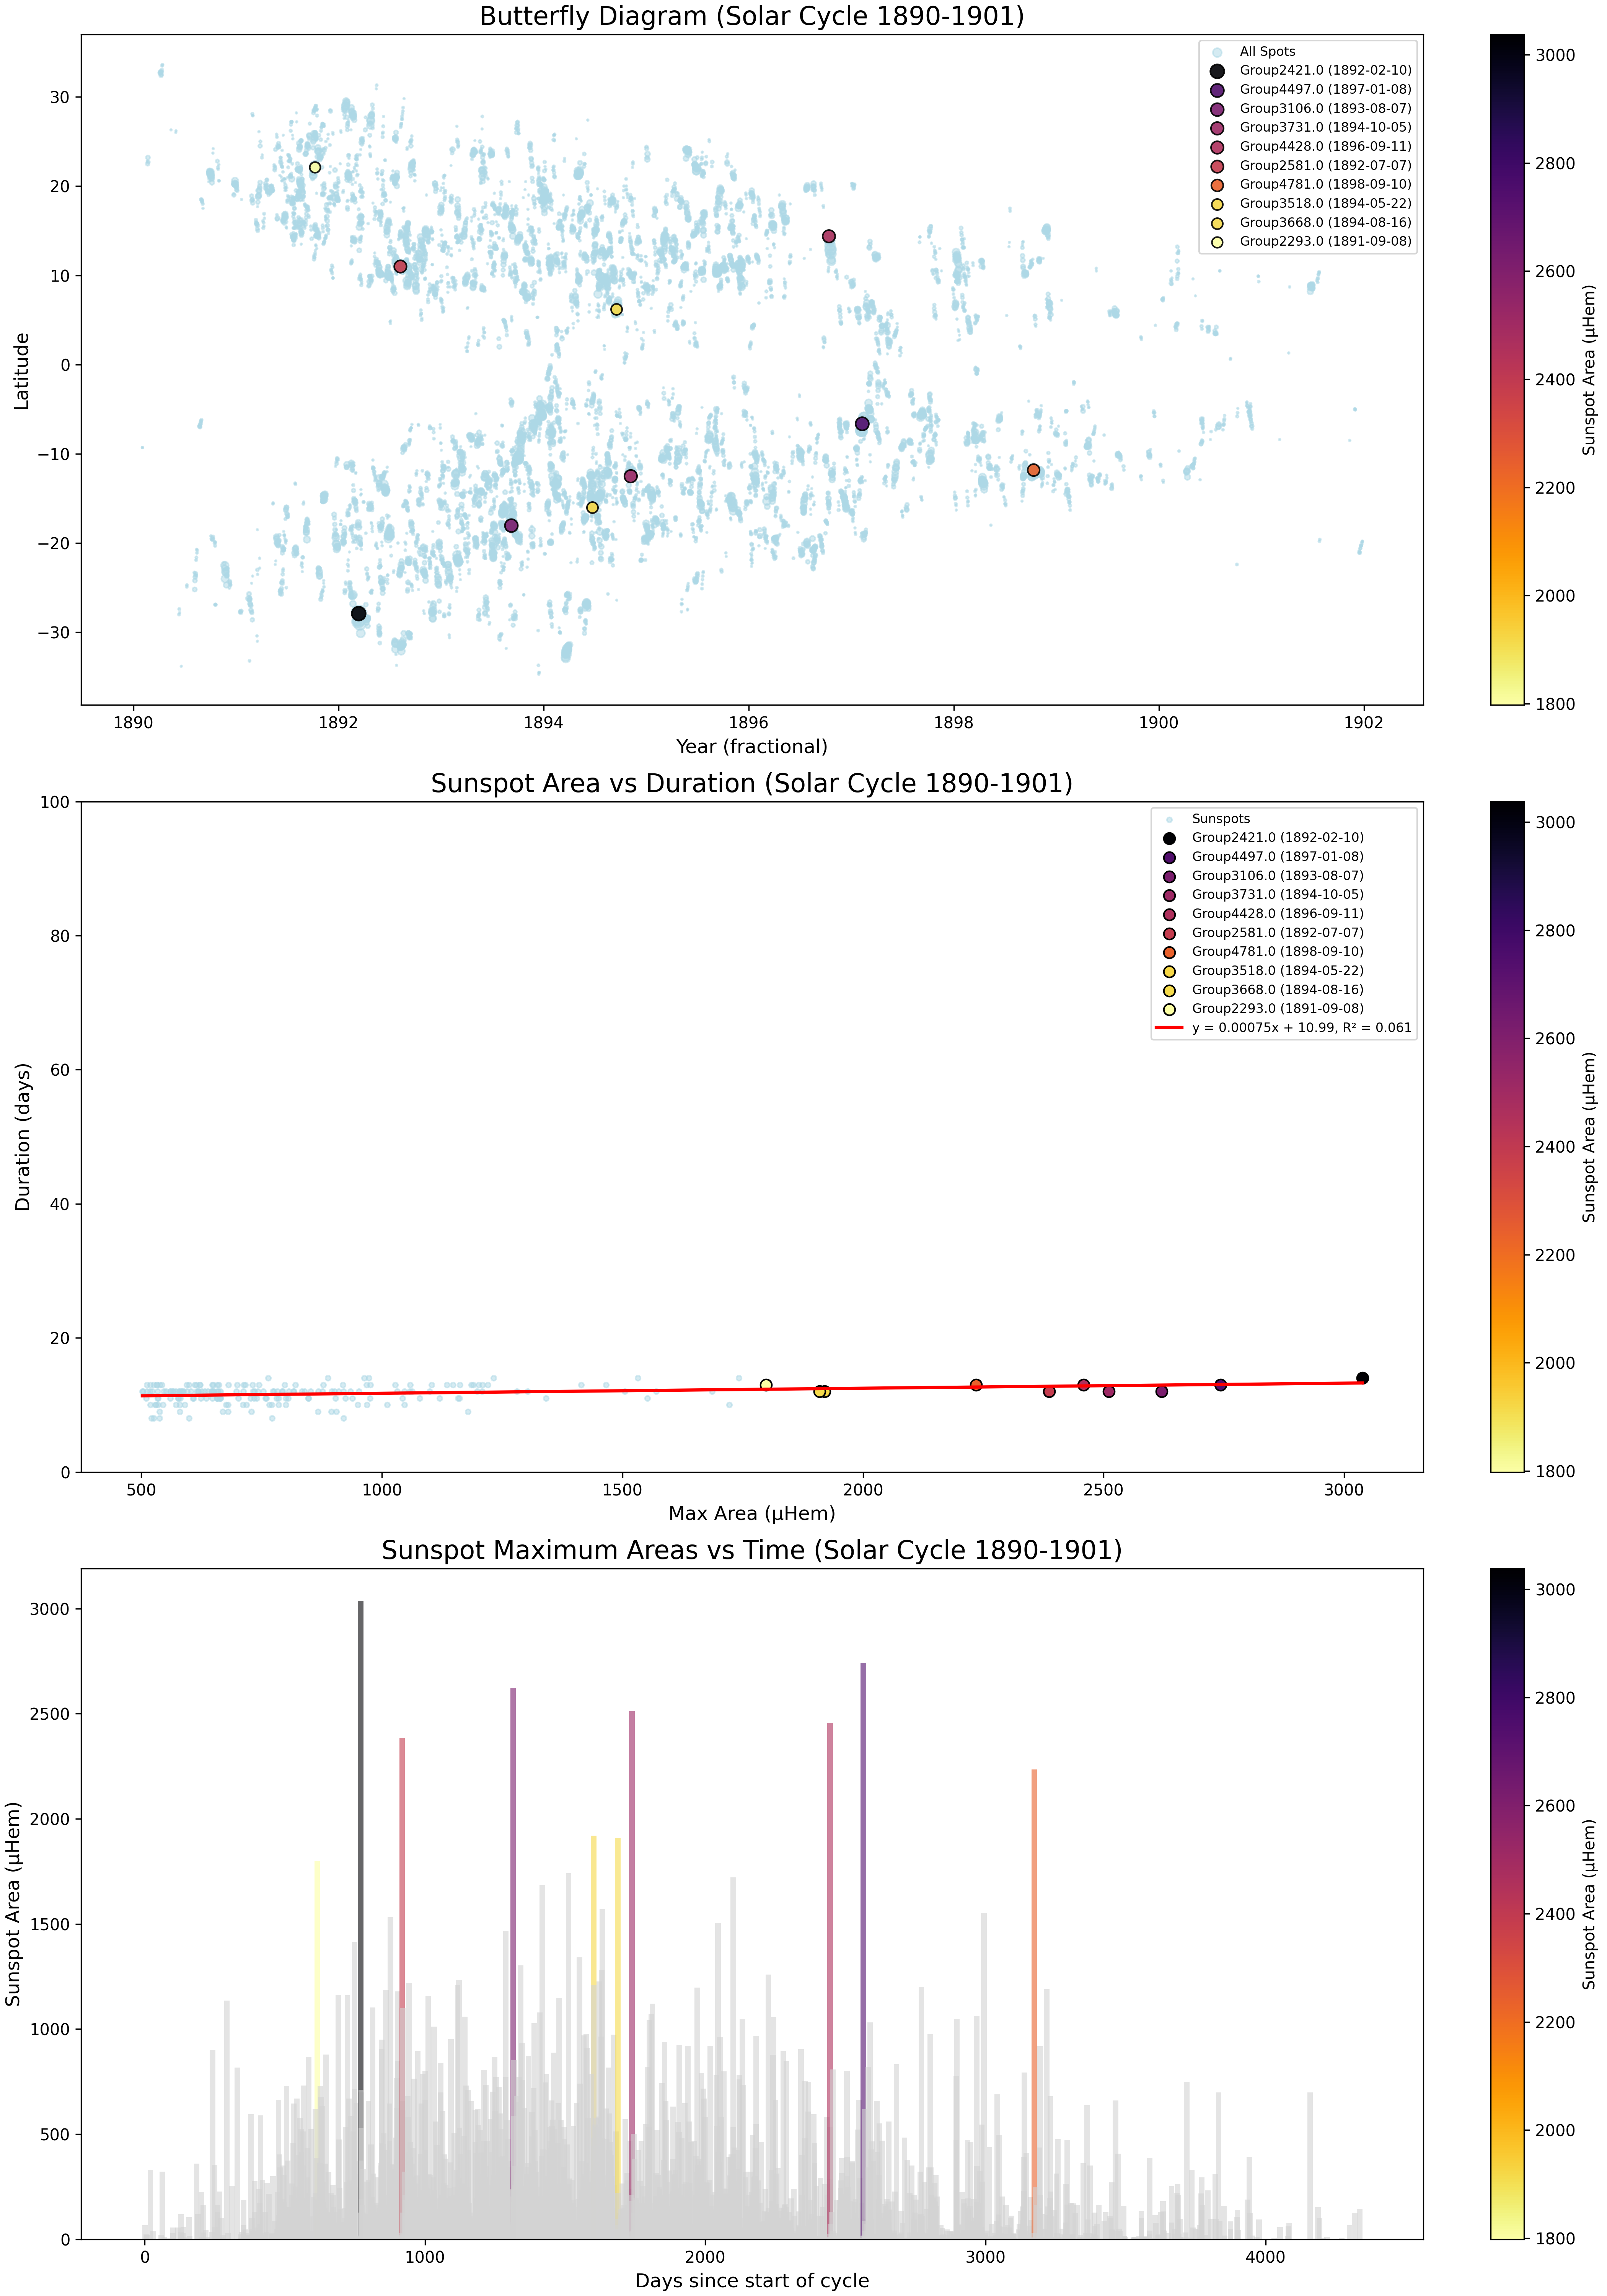 Butterfly Diagram (Solar Cycle 1890-1901)
All Spots
Group2421.0 (1892-02-10)
Group4497.0 (1897-01-08)
Group3106.0 (1893-08-07)
Group3731.0 (1894-10-05)
Group4428.0 (1896-09-11)
Group2581.0 (1892-07-07)
Group4781.0 (1898-09-10)
Group3518.0 (1894-05-22)
Group3668.0 (1894-08-16)
Group2293.0 (1891-09-08)
Latitude
30
20
10
0
−10
−20
−30
1890 1892 1894 1896 1898 1900 1902
Year (fractional)
3000
2800
2600
2400
2200
2000
1800
Sunspot Area (μHem)
Sunspot Area vs Duration (Solar Cycle 1890-1901)
Sunspots
Group2421.0 (1892-02-10)
Group4497.0 (1897-01-08)
Group3106.0 (1893-08-07)
Group3731.0 (1894-10-05)
Group4428.0 (1896-09-11)
Group2581.0 (1892-07-07)
Group4781.0 (1898-09-10)
Group3518.0 (1894-05-22)
Group3668.0 (1894-08-16)
Group2293.0 (1891-09-08)
y = 0.00075x + 10.99, R² = 0.061
Duration (days)
100
80
60
40
20
0
500 1000 1500 2000 2500 3000
Max Area (μHem)
3000
2800
2600
2400
2200
2000
1800
Sunspot Area (μHem)
Sunspot Maximum Areas vs Time (Solar Cycle 1890-1901)
Sunspot Area (μHem)
3000
2500
2000
1500
1000
500
0
0 1000 2000 3000 4000
Days since start of cycle
3000
2800
2600
2400
2200
2000
1800
Sunspot Area (μHem)